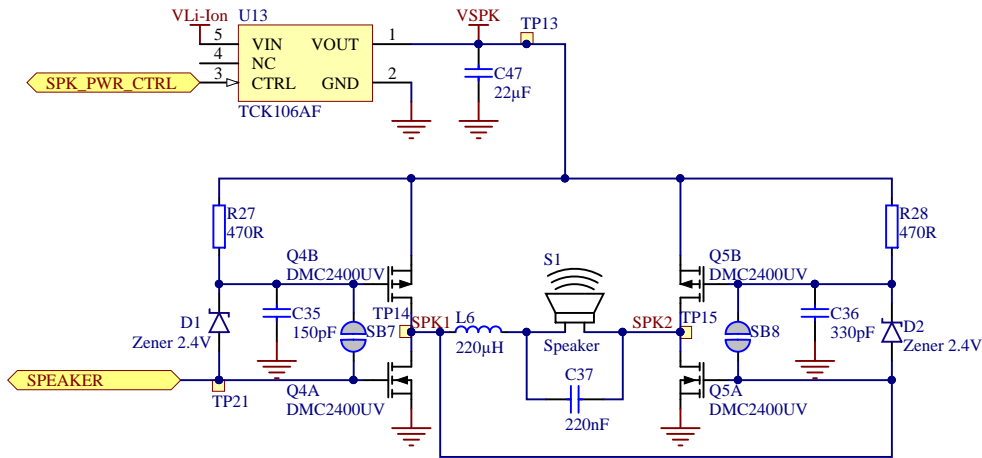 VLi-Ion U13 VSPK TP13
5 VIN VOUT 1
4 NC
3 CTRL GND 2
SPK_PWR_CTRL
TCK106AF
C47
22µF
R27
470R
R28
470R
Q4B
DMC2400UV
S1
Q5B
DMC2400UV
C35
150pF
TP14
SB7
SPK1
L6
220µH
Speaker
SPK2
TP15
SB8
C36
330pF
D1
Zener 2.4V
D2
Zener 2.4V
SPEAKER
TP21
Q4A
DMC2400UV
C37
220nF
Q5A
DMC2400UV